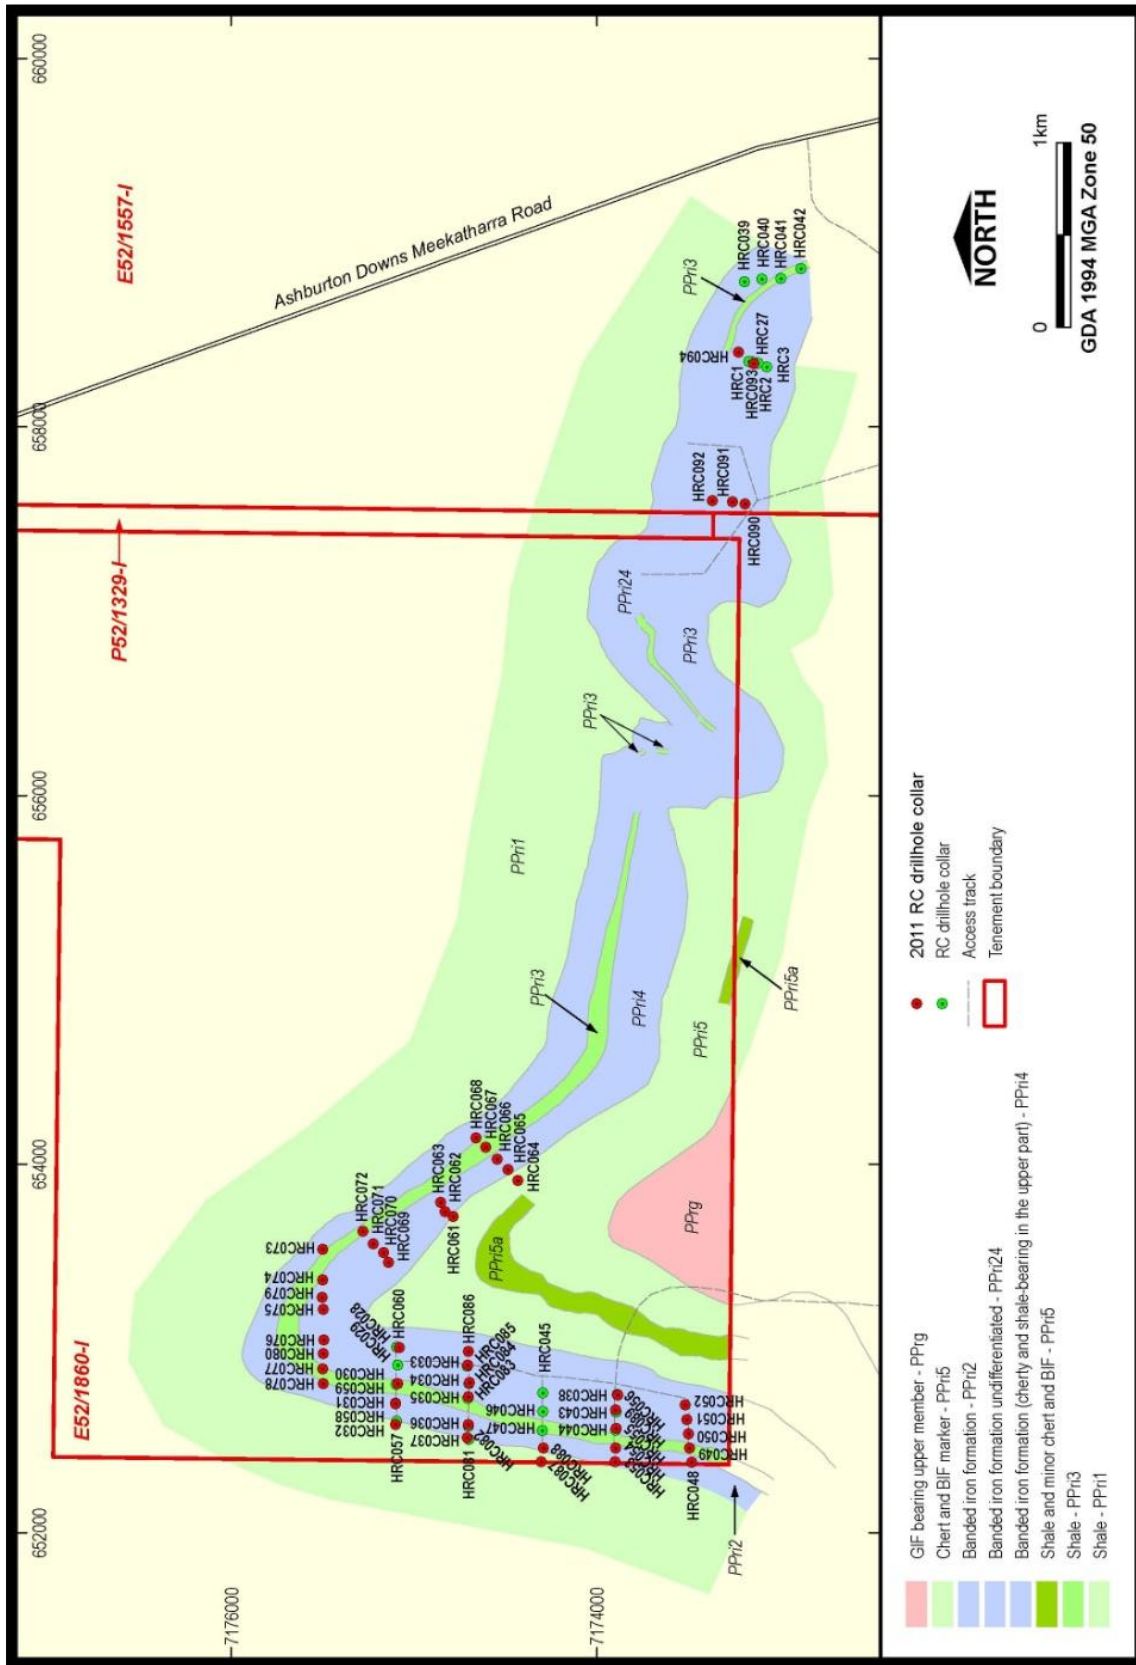 652000
654000
656000
658000
660000
E52/1860-I
P52/1329-I
E52/1557-I
Ashburton Downs Meekatharra Road
7176000
7174000
HRC078
HRC077
HRC080
HRC076
HRC075
HRC079
HRC074
HRC073
HRC072
HRC071
HRC070
HRC069
HRC063
HRC062
HRC061
HRC068
HRC067
HRC066
HRC065
HRC064
HRC057
HRC032
HRC058
HRC031
HRC059
HRC030
HRC029
HRC028
HRC060
HRC081
HRC037
HRC036
HRC035
HRC034
HRC033
HRC082
HRC083
HRC084
HRC085
HRC086
HRC087
HRC088
HRC047
HRC046
HRC045
HRC044
HRC043
HRC038
HRC053
HRC054
HRC055
HRC089
HRC056
HRC048
HRC049
HRC050
HRC051
HRC052
PPri1
PPri3
PPri4
PPri5
PPri5a
PPri5a
PPrg
PPri2
PPri3
PPri24
PPri3
PPri3
HRC092
HRC091
HRC090
HRC094
HRC1
HRC093
HRC2
HRC27
HRC3
HRC039
HRC040
HRC041
HRC042
GIF bearing upper member - PPrg
Chert and BIF marker - PPri5
Banded iron formation - PPri2
Banded iron formation undifferentiated - PPri24
Banded iron formation (cherty and shale-bearing in the upper part) - PPri4
Shale and minor chert and BIF - PPri5
Shale - PPri3
Shale - PPri1
2011 RC drillhole collar
RC drillhole collar
Access track
Tenement boundary
NORTH
0 1km
GDA 1994 MGA Zone 50